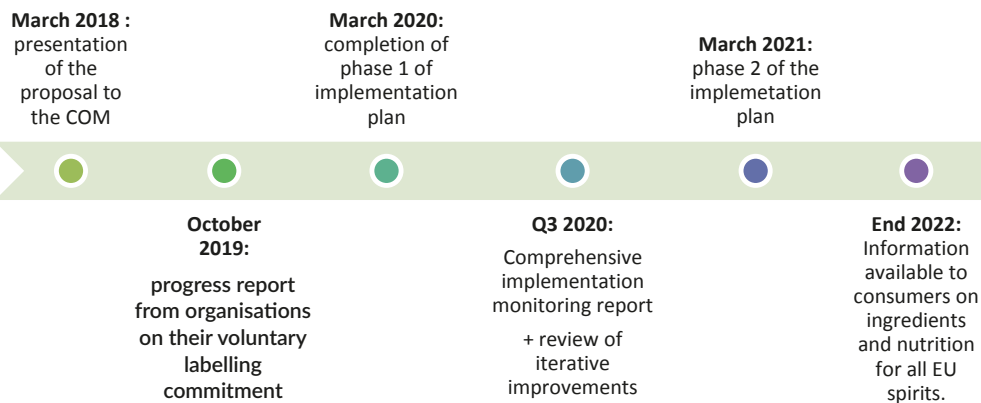 March 2018 :
presentation
of the
proposal to
the COM
October
2019:
progress report
from organisations
on their voluntary
labelling
commitment
March 2020:
completion of
phase 1 of
implementation
plan
Q3 2020:
Comprehensive
implementation
monitoring report
+ review of
iterative
improvements
March 2021:
phase 2 of the
implemetation
plan
End 2022:
Information
available to
consumers on
ingredients
and nutrition
for all EU
spirits.